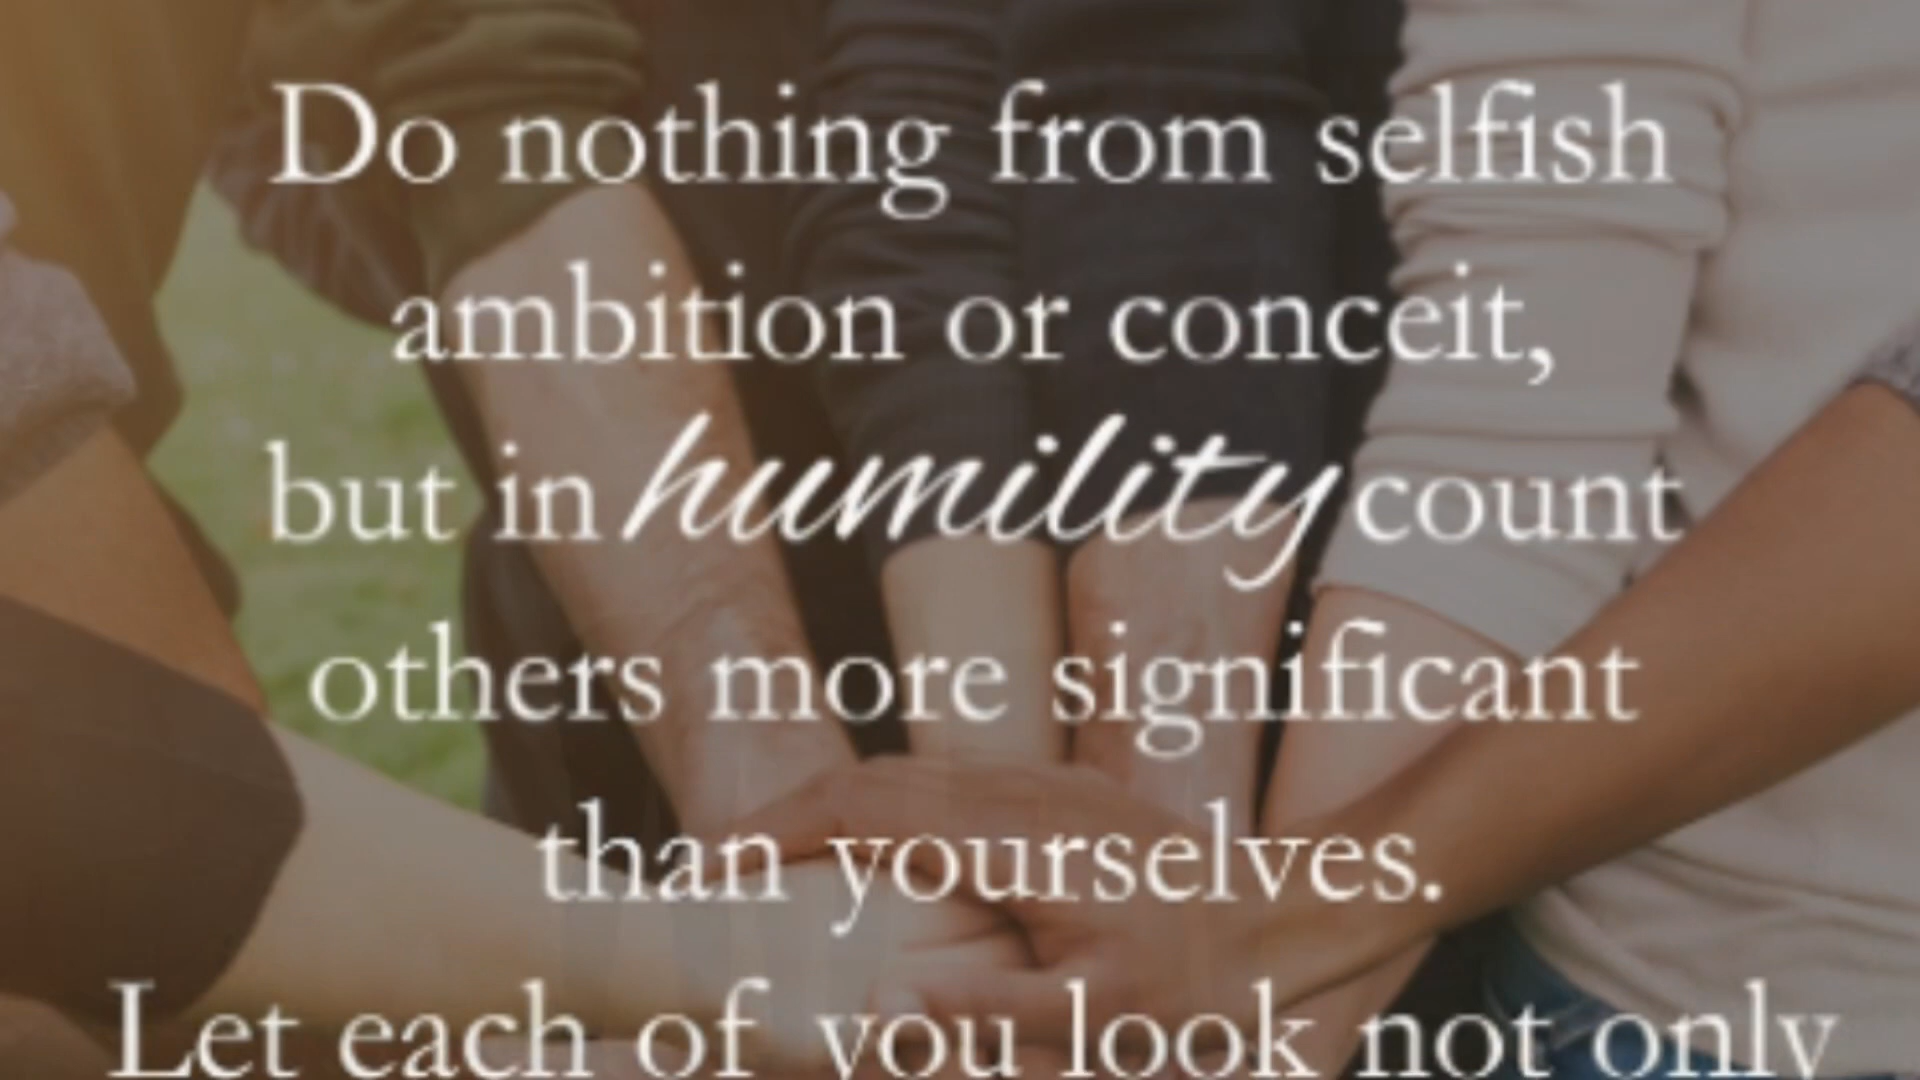 Do nothing from selfish
ambition or conceit,
but in humility count
others more significant
than yourselves.
Let each of you look not only